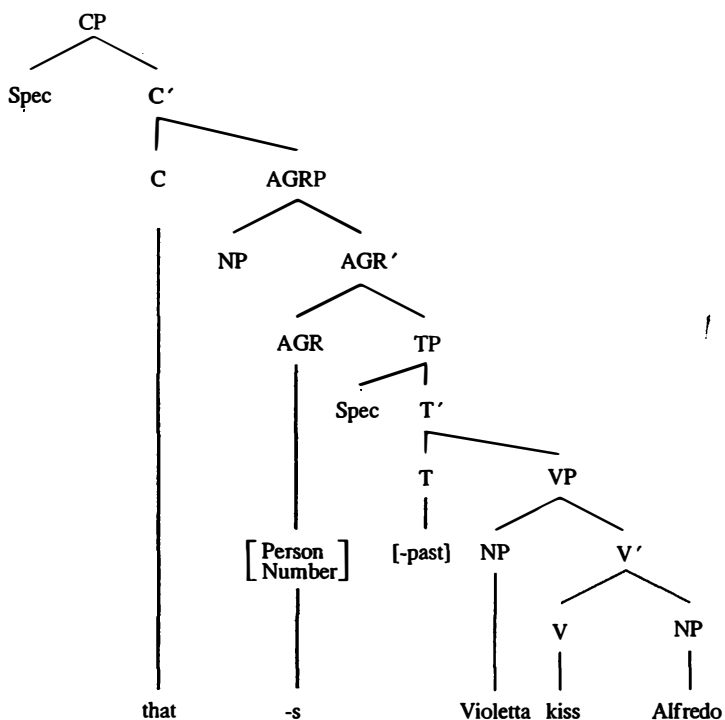 CP
Spec C′
C AGRP
NP AGR′
AGR TP
Spec T′
T VP
[Person
Number] [-past] NP V′
V NP
that -s Violetta kiss Alfredo